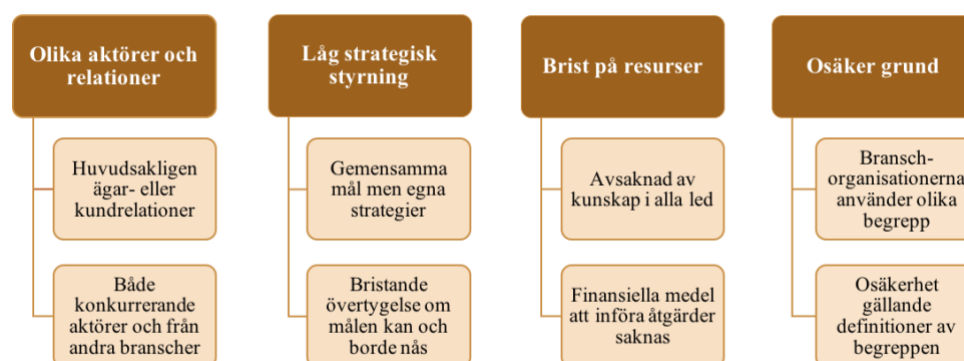 Olika aktörer och
relationer
Huvudsakligen
ägar- eller
kundrelationer
Både
konkurrerande
aktörer och från
andra branscher
Låg strategisk
styrning
Gemensamma
mål men egna
strategier
Bristande
övertygelse om
målen kan och
borde nås
Brist på resurser
Avsaknad av
kunskap i alla led
Finansiella medel
att införa åtgärder
saknas
Osäker grund
Bransch-
organisationerna
använder olika
begrepp
Osäkerhet
gällande
definitioner av
begreppen